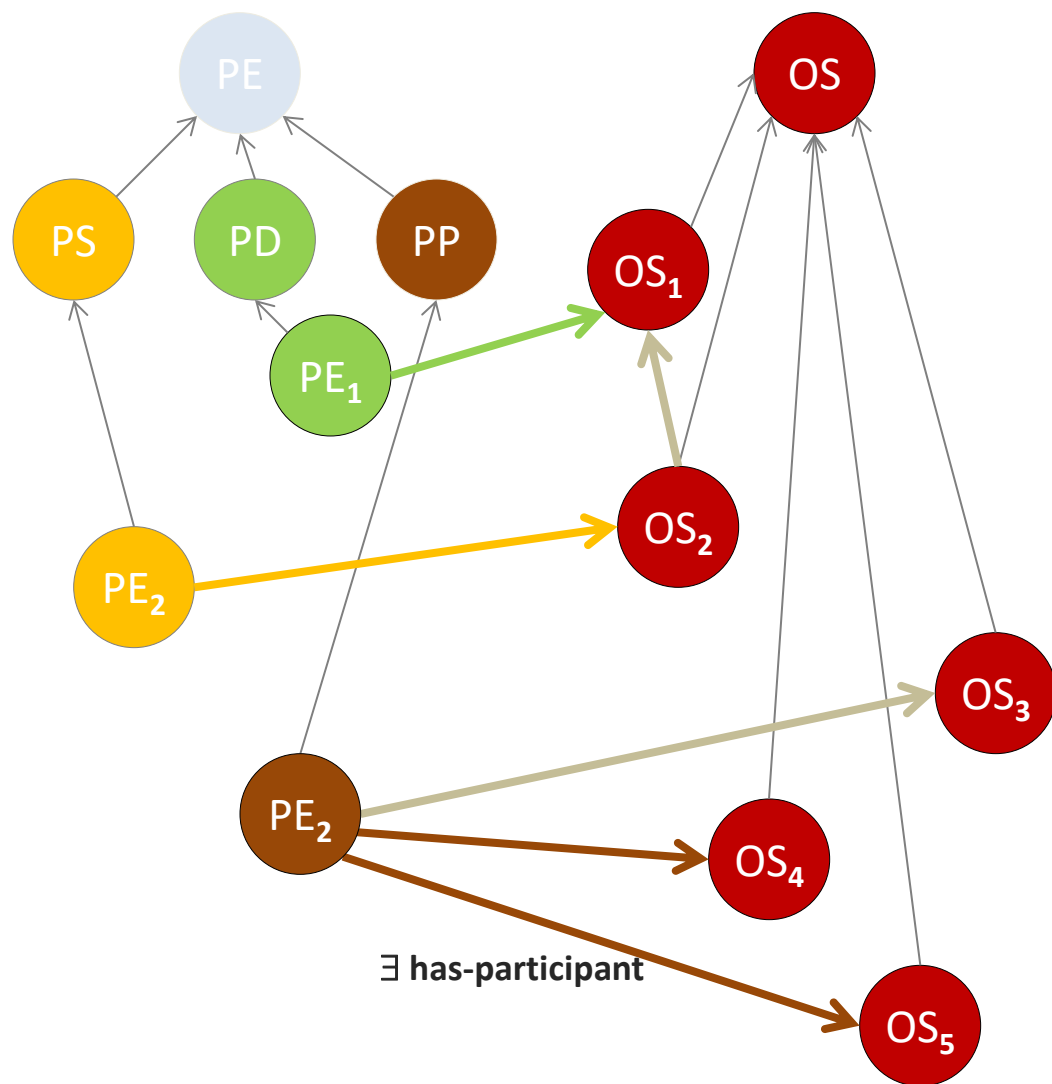 PE
OS
PS
PD
PP
OS₁
PE₁
OS₂
PE₂
OS₃
PE₂
OS₄
∃ has-participant
OS₅